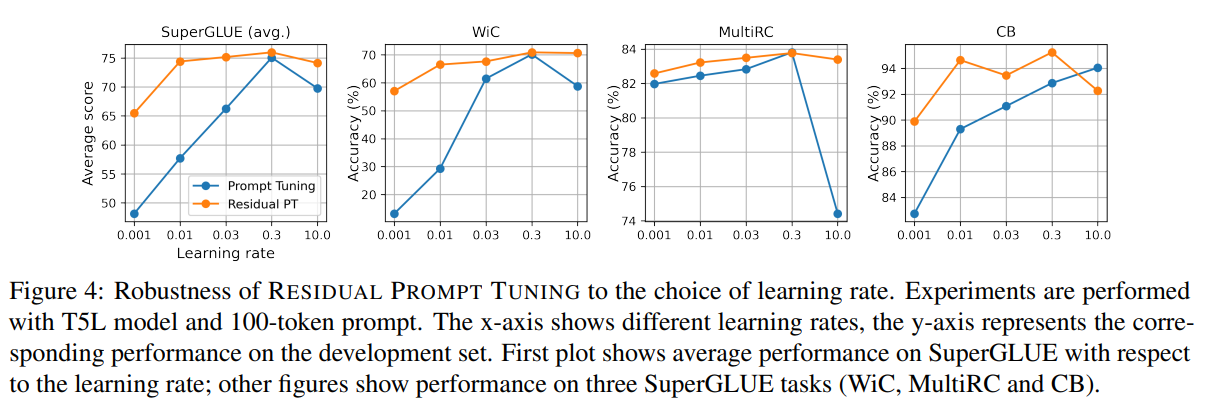 SuperGLUE (avg.)
Average score
75
70
65
60
55
50
Prompt Tuning
Residual PT
0.001 0.01 0.03 0.3 10.0
Learning rate
WiC
Accuracy (%)
70
60
50
40
30
20
0.001 0.01 0.03 0.3 10.0
MultiRC
Accuracy (%)
84
82
80
78
76
74
0.001 0.01 0.03 0.3 10.0
CB
Accuracy (%)
94
92
90
88
86
84
0.001 0.01 0.03 0.3 10.0
Figure 4: Robustness of RESIDUAL PROMPT TUNING to the choice of learning rate. Experiments are performed
with T5L model and 100-token prompt. The x-axis shows different learning rates, the y-axis represents the corre-
sponding performance on the development set. First plot shows average performance on SuperGLUE with respect
to the learning rate; other figures show performance on three SuperGLUE tasks (WiC, MultiRC and CB).